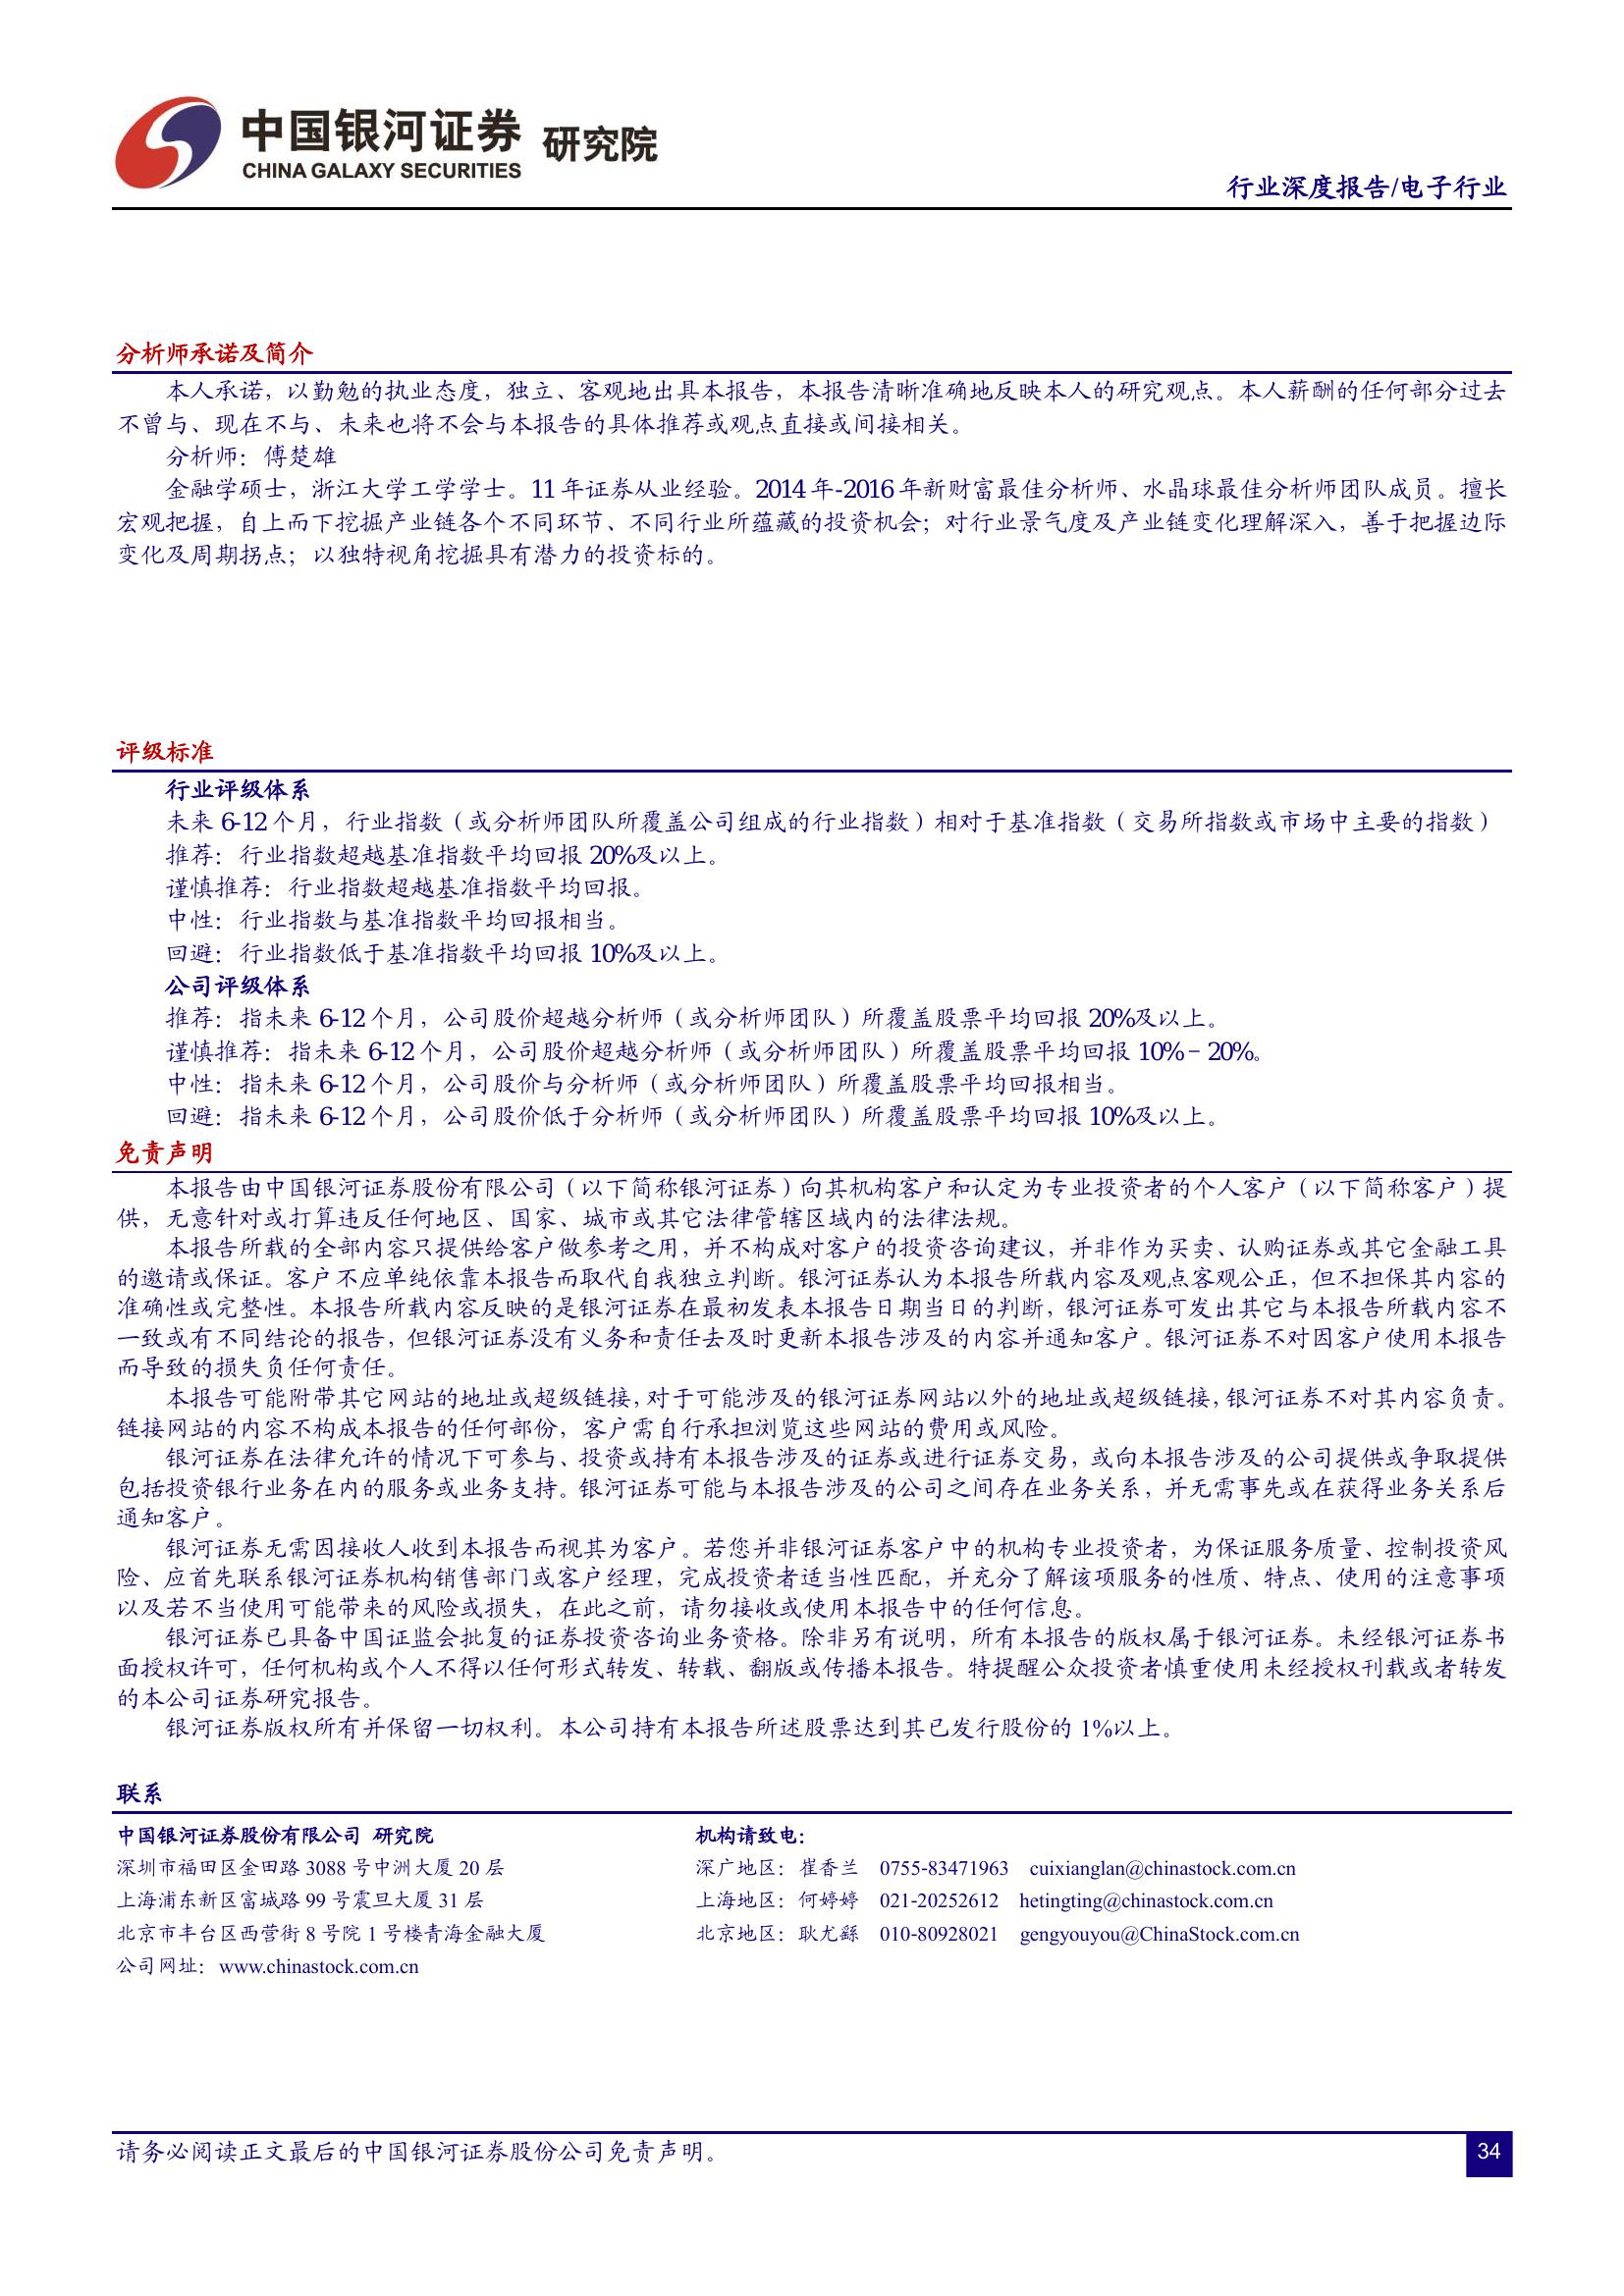 中国银河证券 研究院
CHINA GALAXY SECURITIES
行业深度报告/电子行业
分析师承诺及简介
本人承诺，以勤勉的执业态度，独立、客观地出具本报告，本报告清晰准确地反映本人的研究观点。本人薪酬的任何部分过去
不曾与、现在不与、未来也将不会与本报告的具体推荐或观点直接或间接相关。
分析师：傅楚雄
金融学硕士，浙江大学工学学士。11 年证券从业经验。2014 年-2016 年新财富最佳分析师、水晶球最佳分析师团队成员。擅长
宏观把握，自上而下挖掘产业链各个不同环节、不同行业所蕴藏的投资机会；对行业景气度及产业链变化理解深入，善于把握边际
变化及周期拐点；以独特视角挖掘具有潜力的投资标的。
评级标准
行业评级体系
未来 6-12 个月，行业指数（或分析师团队所覆盖公司组成的行业指数）相对于基准指数（交易所指数或市场中主要的指数）
推荐：行业指数超越基准指数平均回报 20%及以上。
谨慎推荐：行业指数超越基准指数平均回报。
中性：行业指数与基准指数平均回报相当。
回避：行业指数低于基准指数平均回报 10%及以上。
公司评级体系
推荐：指未来 6-12 个月，公司股价超越分析师（或分析师团队）所覆盖股票平均回报 20%及以上。
谨慎推荐：指未来 6-12 个月，公司股价超越分析师（或分析师团队）所覆盖股票平均回报 10%－20%。
中性：指未来 6-12 个月，公司股价与分析师（或分析师团队）所覆盖股票平均回报相当。
回避：指未来 6-12 个月，公司股价低于分析师（或分析师团队）所覆盖股票平均回报 10%及以上。
免责声明
本报告由中国银河证券股份有限公司（以下简称银河证券）向其机构客户和认定为专业投资者的个人客户（以下简称客户）提
供，无意针对或打算违反任何地区、国家、城市或其它法律管辖区域内的法律法规。
本报告所载的全部内容只提供给客户做参考之用，并不构成对客户的投资咨询建议，并非作为买卖、认购证券或其它金融工具
的邀请或保证。客户不应单纯依靠本报告而取代自我独立判断。银河证券认为本报告所载内容及观点客观公正，但不担保其内容的
准确性或完整性。本报告所载内容反映的是银河证券在最初发表本报告日期当日的判断，银河证券可发出其它与本报告所载内容不
一致或有不同结论的报告，但银河证券没有义务和责任去及时更新本报告涉及的内容并通知客户。银河证券不对因客户使用本报告
而导致的损失负任何责任。
本报告可能附带其它网站的地址或超级链接，对于可能涉及的银河证券网站以外的地址或超级链接，银河证券不对其内容负责。
链接网站的内容不构成本报告的任何部份，客户需自行承担浏览这些网站的费用或风险。
银河证券在法律允许的情况下可参与、投资或持有本报告涉及的证券或进行证券交易，或向本报告涉及的公司提供或争取提供
包括投资银行业务在内的服务或业务支持。银河证券可能与本报告涉及的公司之间存在业务关系，并无需事先或在获得业务关系后
通知客户。
银河证券无需因接收人收到本报告而视其为客户。若您并非银河证券客户中的机构专业投资者，为保证服务质量、控制投资风
险、应首先联系银河证券机构销售部门或客户经理，完成投资者适当性匹配，并充分了解该项服务的性质、特点、使用的注意事项
以及若不当使用可能带来的风险或损失，在此之前，请勿接收或使用本报告中的任何信息。
银河证券已具备中国证监会批复的证券投资咨询业务资格。除非另有说明，所有本报告的版权属于银河证券。未经银河证券书
面授权许可，任何机构或个人不得以任何形式转发、转载、翻版或传播本报告。特提醒公众投资者慎重使用未经授权刊载或者转发
的本公司证券研究报告。
银河证券版权所有并保留一切权利。本公司持有本报告所述股票达到其已发行股份的 1%以上。
联系
中国银河证券股份有限公司 研究院
深圳市福田区金田路 3088 号中洲大厦 20 层
上海浦东新区富城路 99 号震旦大厦 31 层
北京市丰台区西营街 8 号院 1 号楼青海金融大厦
公司网址：www.chinastock.com.cn
机构请致电：
深广地区：崔香兰 0755-83471963 cuixianglan@chinastock.com.cn
上海地区：何婷婷 021-20252612 hetingting@chinastock.com.cn
北京地区：耿尤繇 010-80928021 gengyouyou@ChinaStock.com.cn
请务必阅读正文最后的中国银河证券股份公司免责声明。
34